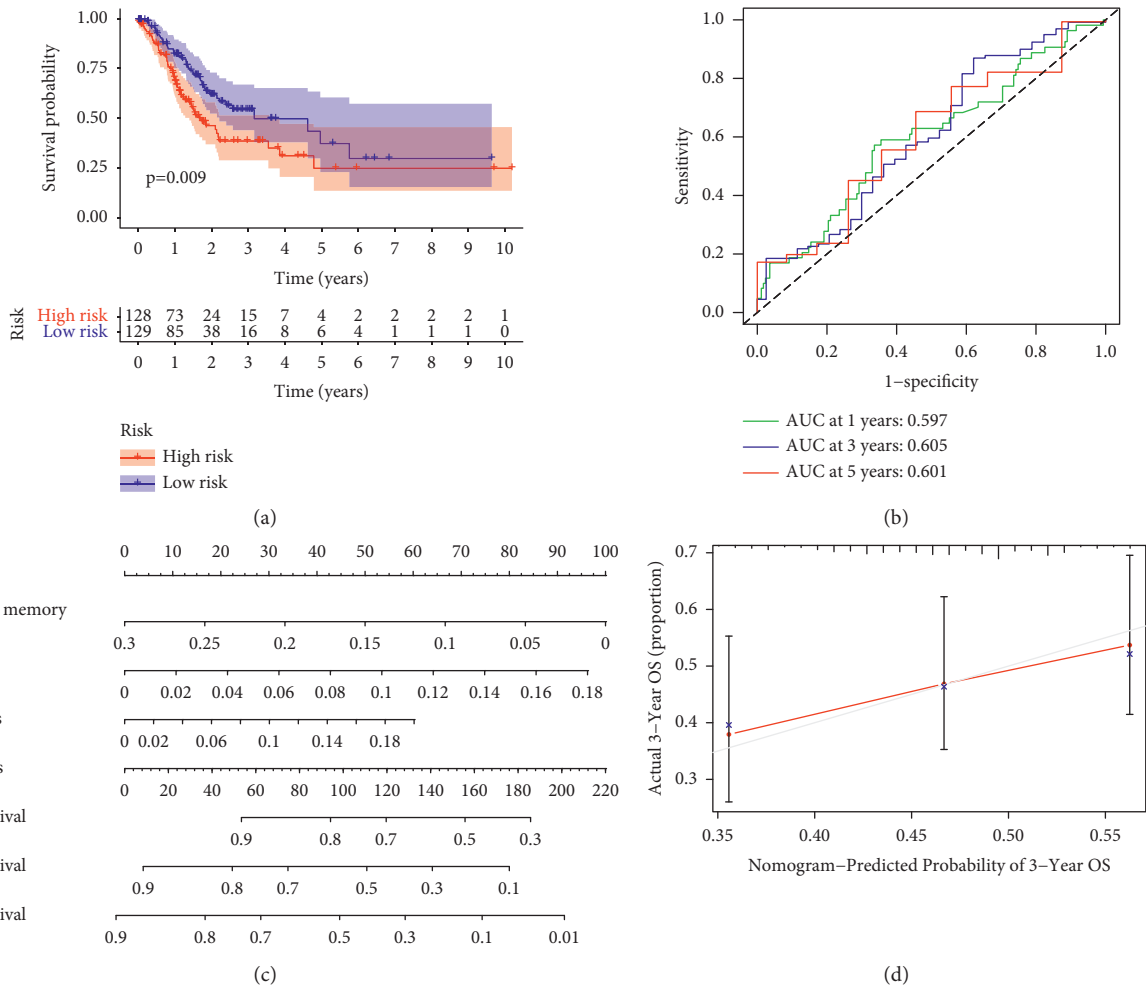 1.00
0.75
0.50
0.25
0.00
Survival probability
p=0.009
0 1 2 3 4 5 6 7 8 9 10
Time (years)
Risk
High risk 128 73 24 15 7 4 2 2 2 2 1
Low risk 129 85 38 16 8 6 4 1 1 1 0
0 1 2 3 4 5 6 7 8 9 10
Time (years)
Risk
High risk
Low risk
(a)
1.0
0.8
0.6
0.4
0.2
0.0
Sensitivity
0.0 0.2 0.4 0.6 0.8 1.0
1−specificity
AUC at 1 years: 0.597
AUC at 3 years: 0.605
AUC at 5 years: 0.601
(b)
0 10 20 30 40 50 60 70 80 90 100
memory
0.3 0.25 0.2 0.15 0.1 0.05 0
0 0.02 0.04 0.06 0.08 0.1 0.12 0.14 0.16 0.18
s
0 0.02 0.06 0.1 0.14 0.18
s
0 20 40 60 80 100 120 140 160 180 200 220
ival
0.9 0.8 0.7 0.5 0.3
ival
0.9 0.8 0.7 0.5 0.3 0.1
ival
0.9 0.8 0.7 0.5 0.3 0.1 0.01
(c)
0.7
0.6
0.5
0.4
0.3
Actual 3−Year OS (proportion)
0.35 0.40 0.45 0.50 0.55
Nomogram−Predicted Probability of 3−Year OS
(d)